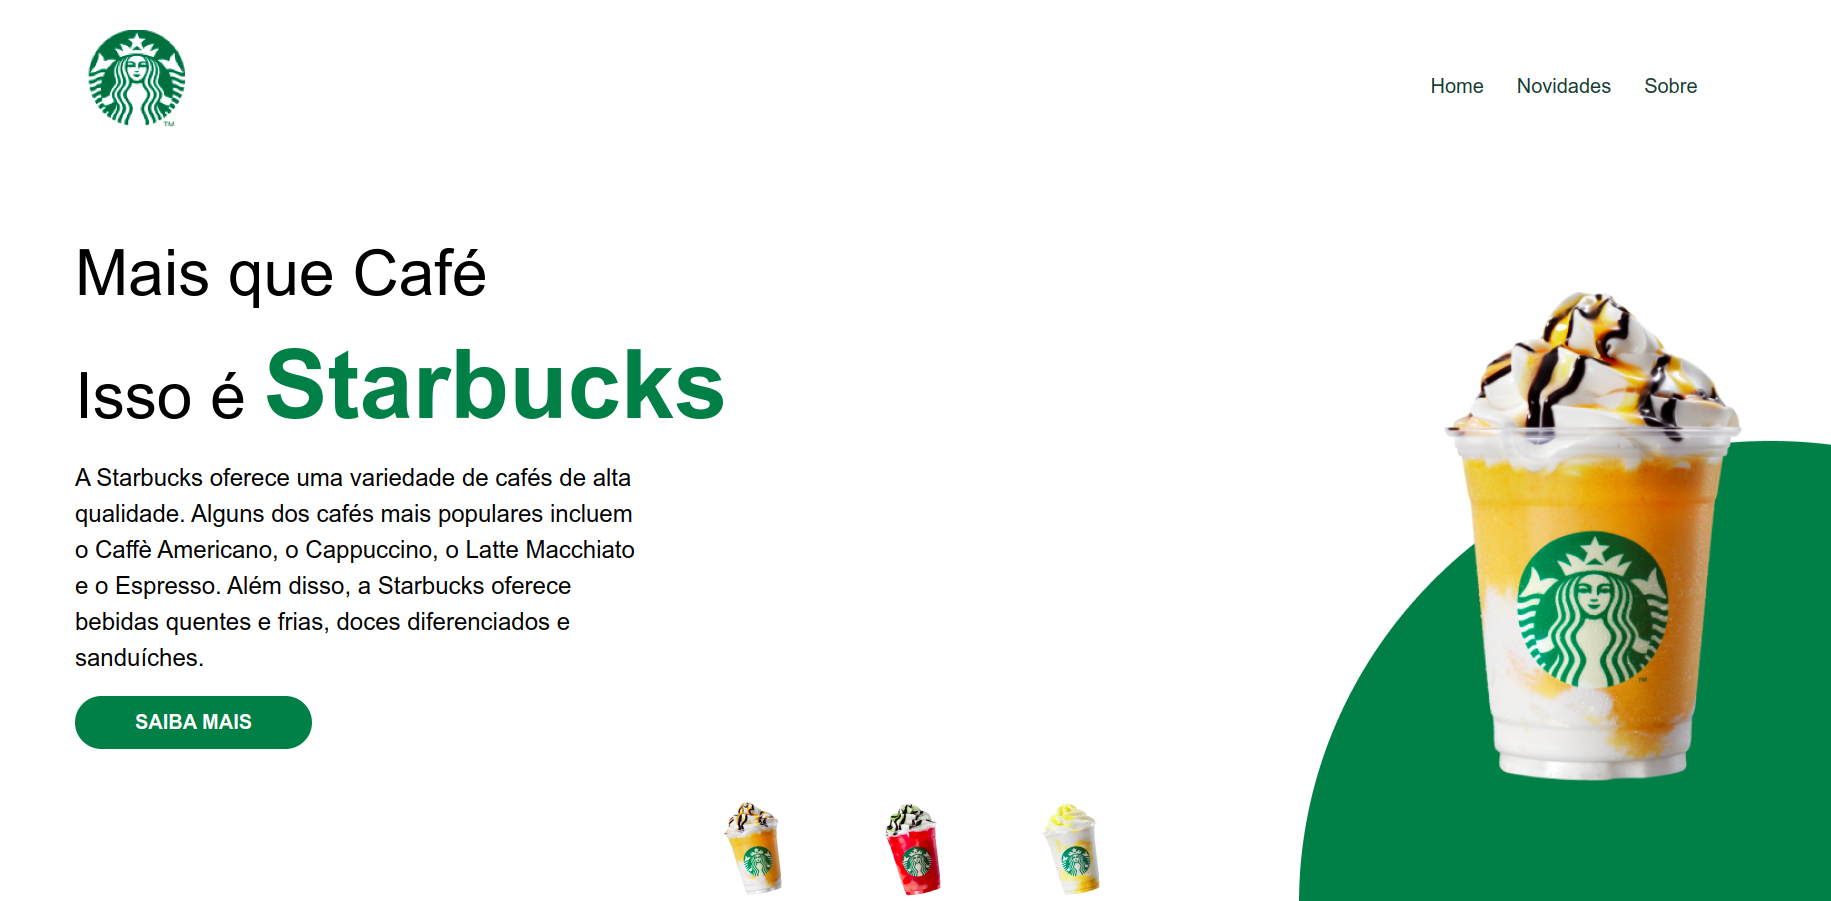 TM
Home Novidades Sobre
Mais que Café
Isso é Starbucks
A Starbucks oferece uma variedade de cafés de alta
qualidade. Alguns dos cafés mais populares incluem
o Caffè Americano, o Cappuccino, o Latte Macchiato
e o Espresso. Além disso, a Starbucks oferece
bebidas quentes e frias, doces diferenciados e
sanduíches.
SAIBA MAIS
TM